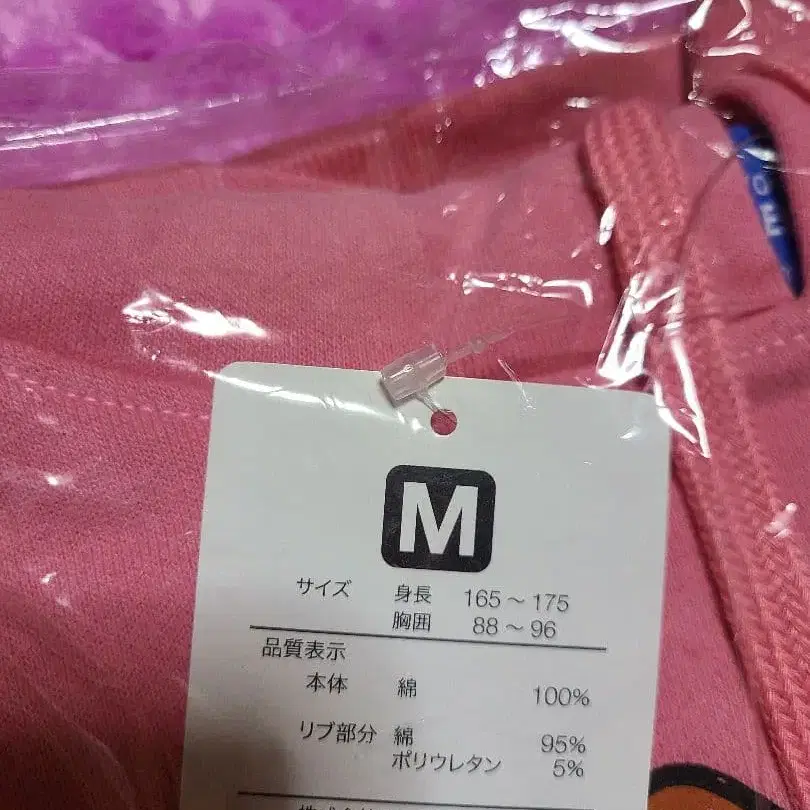 M
サイズ 身長 165～175
胸囲 88～96
品質表示
本体 綿 100%
リブ部分 綿 95%
ポリウレタン 5%